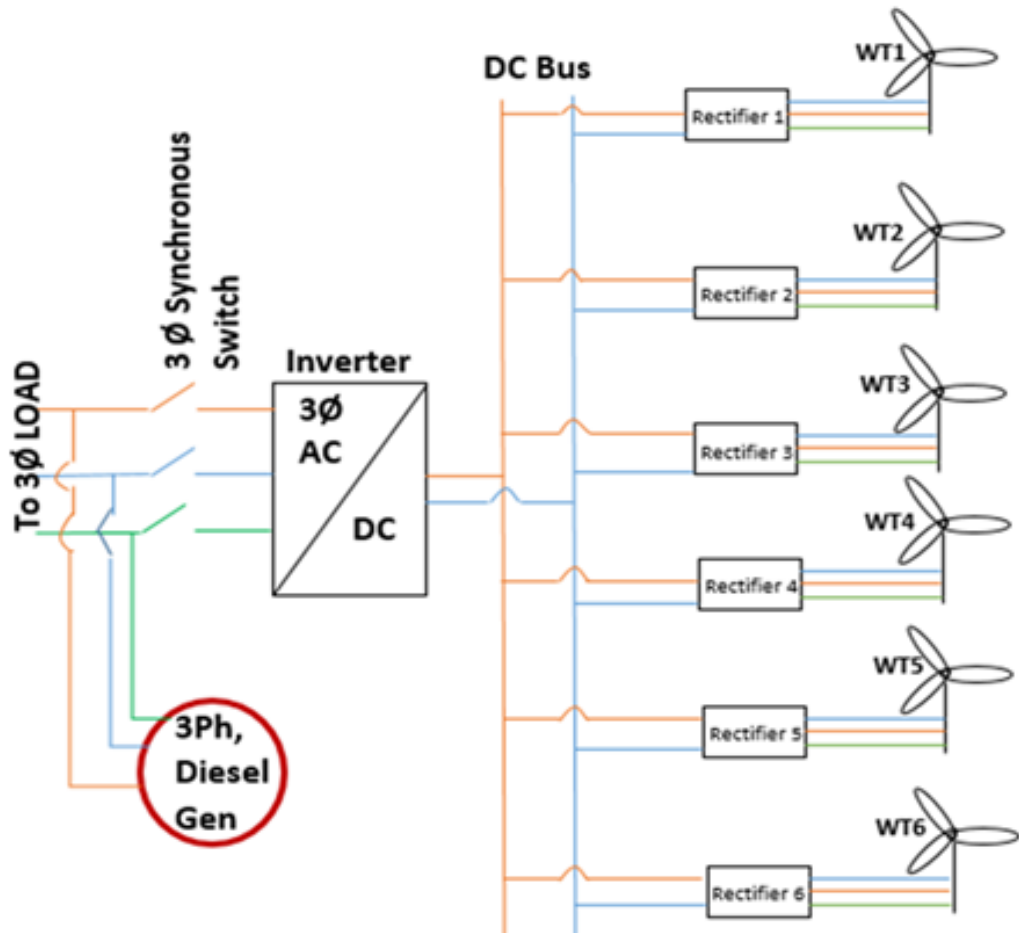 DC Bus
WT1
Rectifier 1
WT2
Rectifier 2
WT3
Rectifier 3
WT4
Rectifier 4
WT5
Rectifier 5
WT6
Rectifier 6
3 Ø Synchronous
Switch
Inverter
3Ø
AC
DC
To 3Ø LOAD
3Ph,
Diesel
Gen